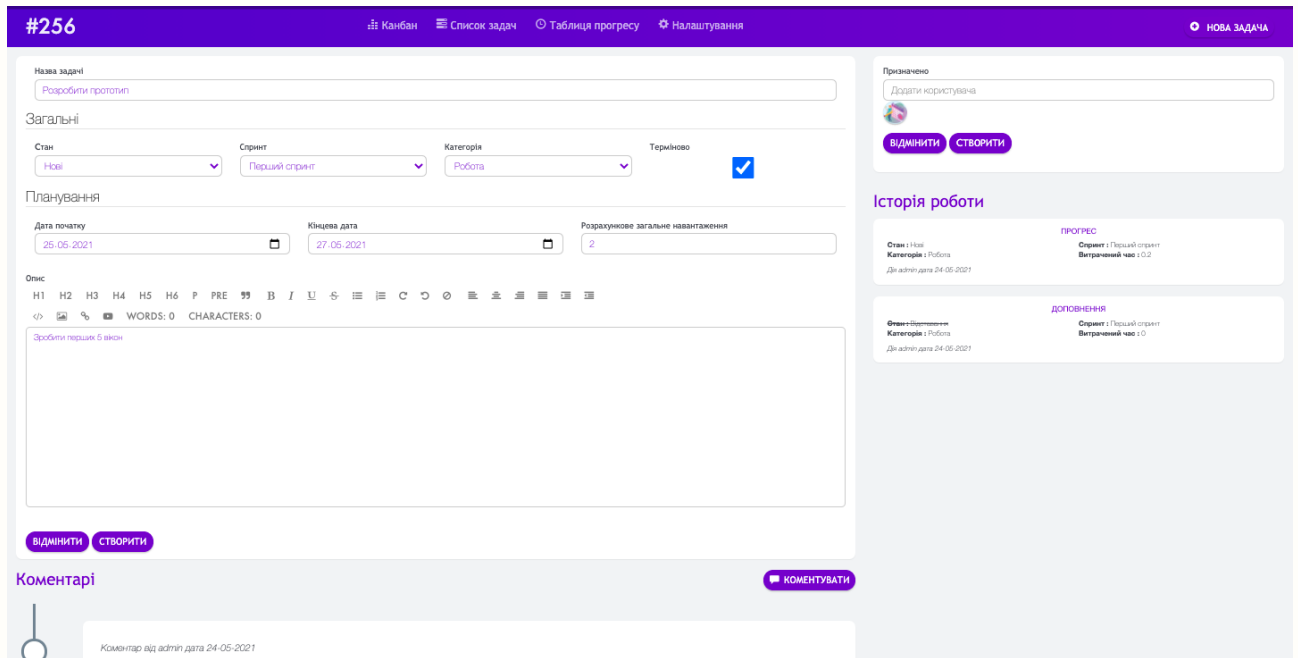 #256
Канбан
Список задач
Таблиця прогресу
Налаштування
НОВА ЗАДАЧА
Назва задачі
Розробити прототип
Загальні
Стан
Спринт
Категорія
Терміново
Нові
Перший спринт
Робота
Планування
Дата початку
Кінцева дата
Розрахункове загальне навантаження
25.05.2021
27.05.2021
2
Опис
H1 H2 H3 H4 H5 H6 P PRE B I U S
WORDS: 0 CHARACTERS: 0
Зробити перших 5 вікон
ВІДМІНИТИ
СТВОРИТИ
Коментарі
КОМЕНТУВАТИ
Коментар від admin дата 24-05-2021
Призначено
Додати користувача
ВІДМІНИТИ
СТВОРИТИ
Історія роботи
ПРОГРЕС
Стан : Нові
Спринт : Перший спринт
Категорія : Робота
Витрачений час : 0.2
Дія admin дата 24-05-2021
ДОПОВНЕННЯ
Стан :
Спринт : Перший спринт
Категорія : Робота
Витрачений час : 0
Дія admin дата 24-05-2021